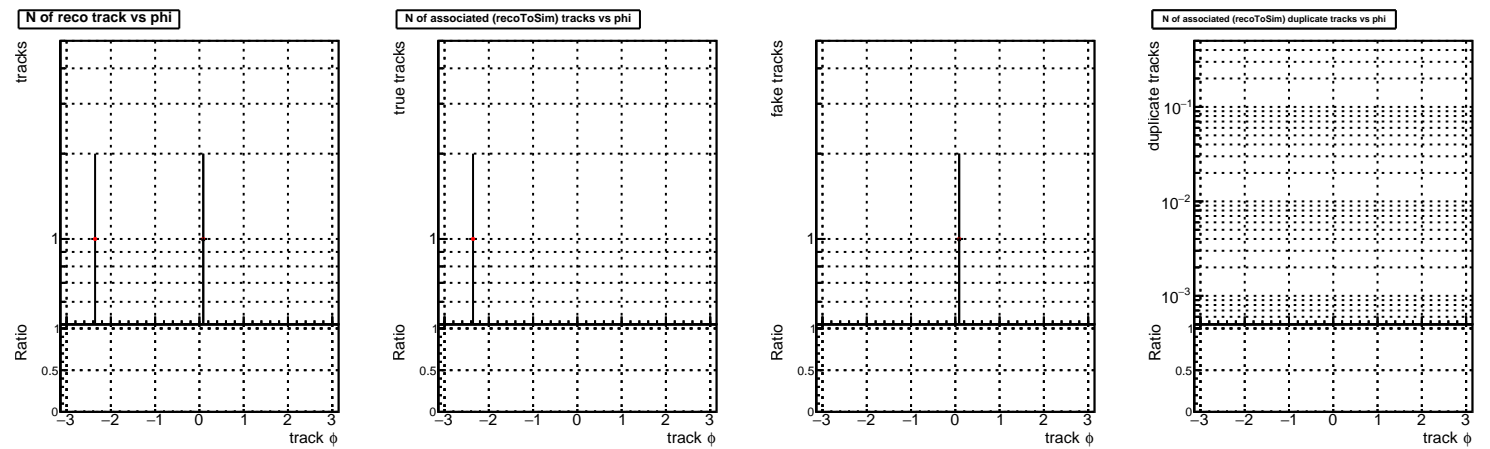 N of reco track vs phi
tracks
1
Ratio
1
0.5
0
−3 −2 −1 0 1 2 3
track ϕ
N of associated (recoToSim) tracks vs phi
true tracks
1
Ratio
1
0.5
0
−3 −2 −1 0 1 2 3
track ϕ
fake tracks
1
Ratio
1
0.5
0
−3 −2 −1 0 1 2 3
track ϕ
N of associated (recoToSim) duplicate tracks vs phi
duplicate tracks
10⁻¹
10⁻²
10⁻³
Ratio
1
0.5
0
−3 −2 −1 0 1 2 3
track ϕ